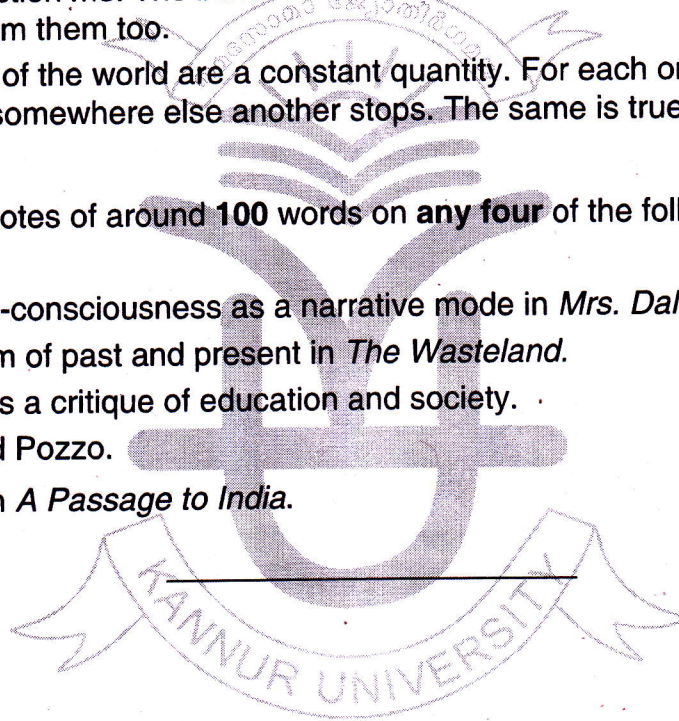 m them too.
of the world are a constant quantity. For each or
somewhere else another stops. The same is true
otes of around 100 words on any four of the foll
-consciousness as a narrative mode in Mrs. Dal
m of past and present in The Wasteland.
s a critique of education and society.
d Pozzo.
n A Passage to India.
KANNUR UNIVERSITY